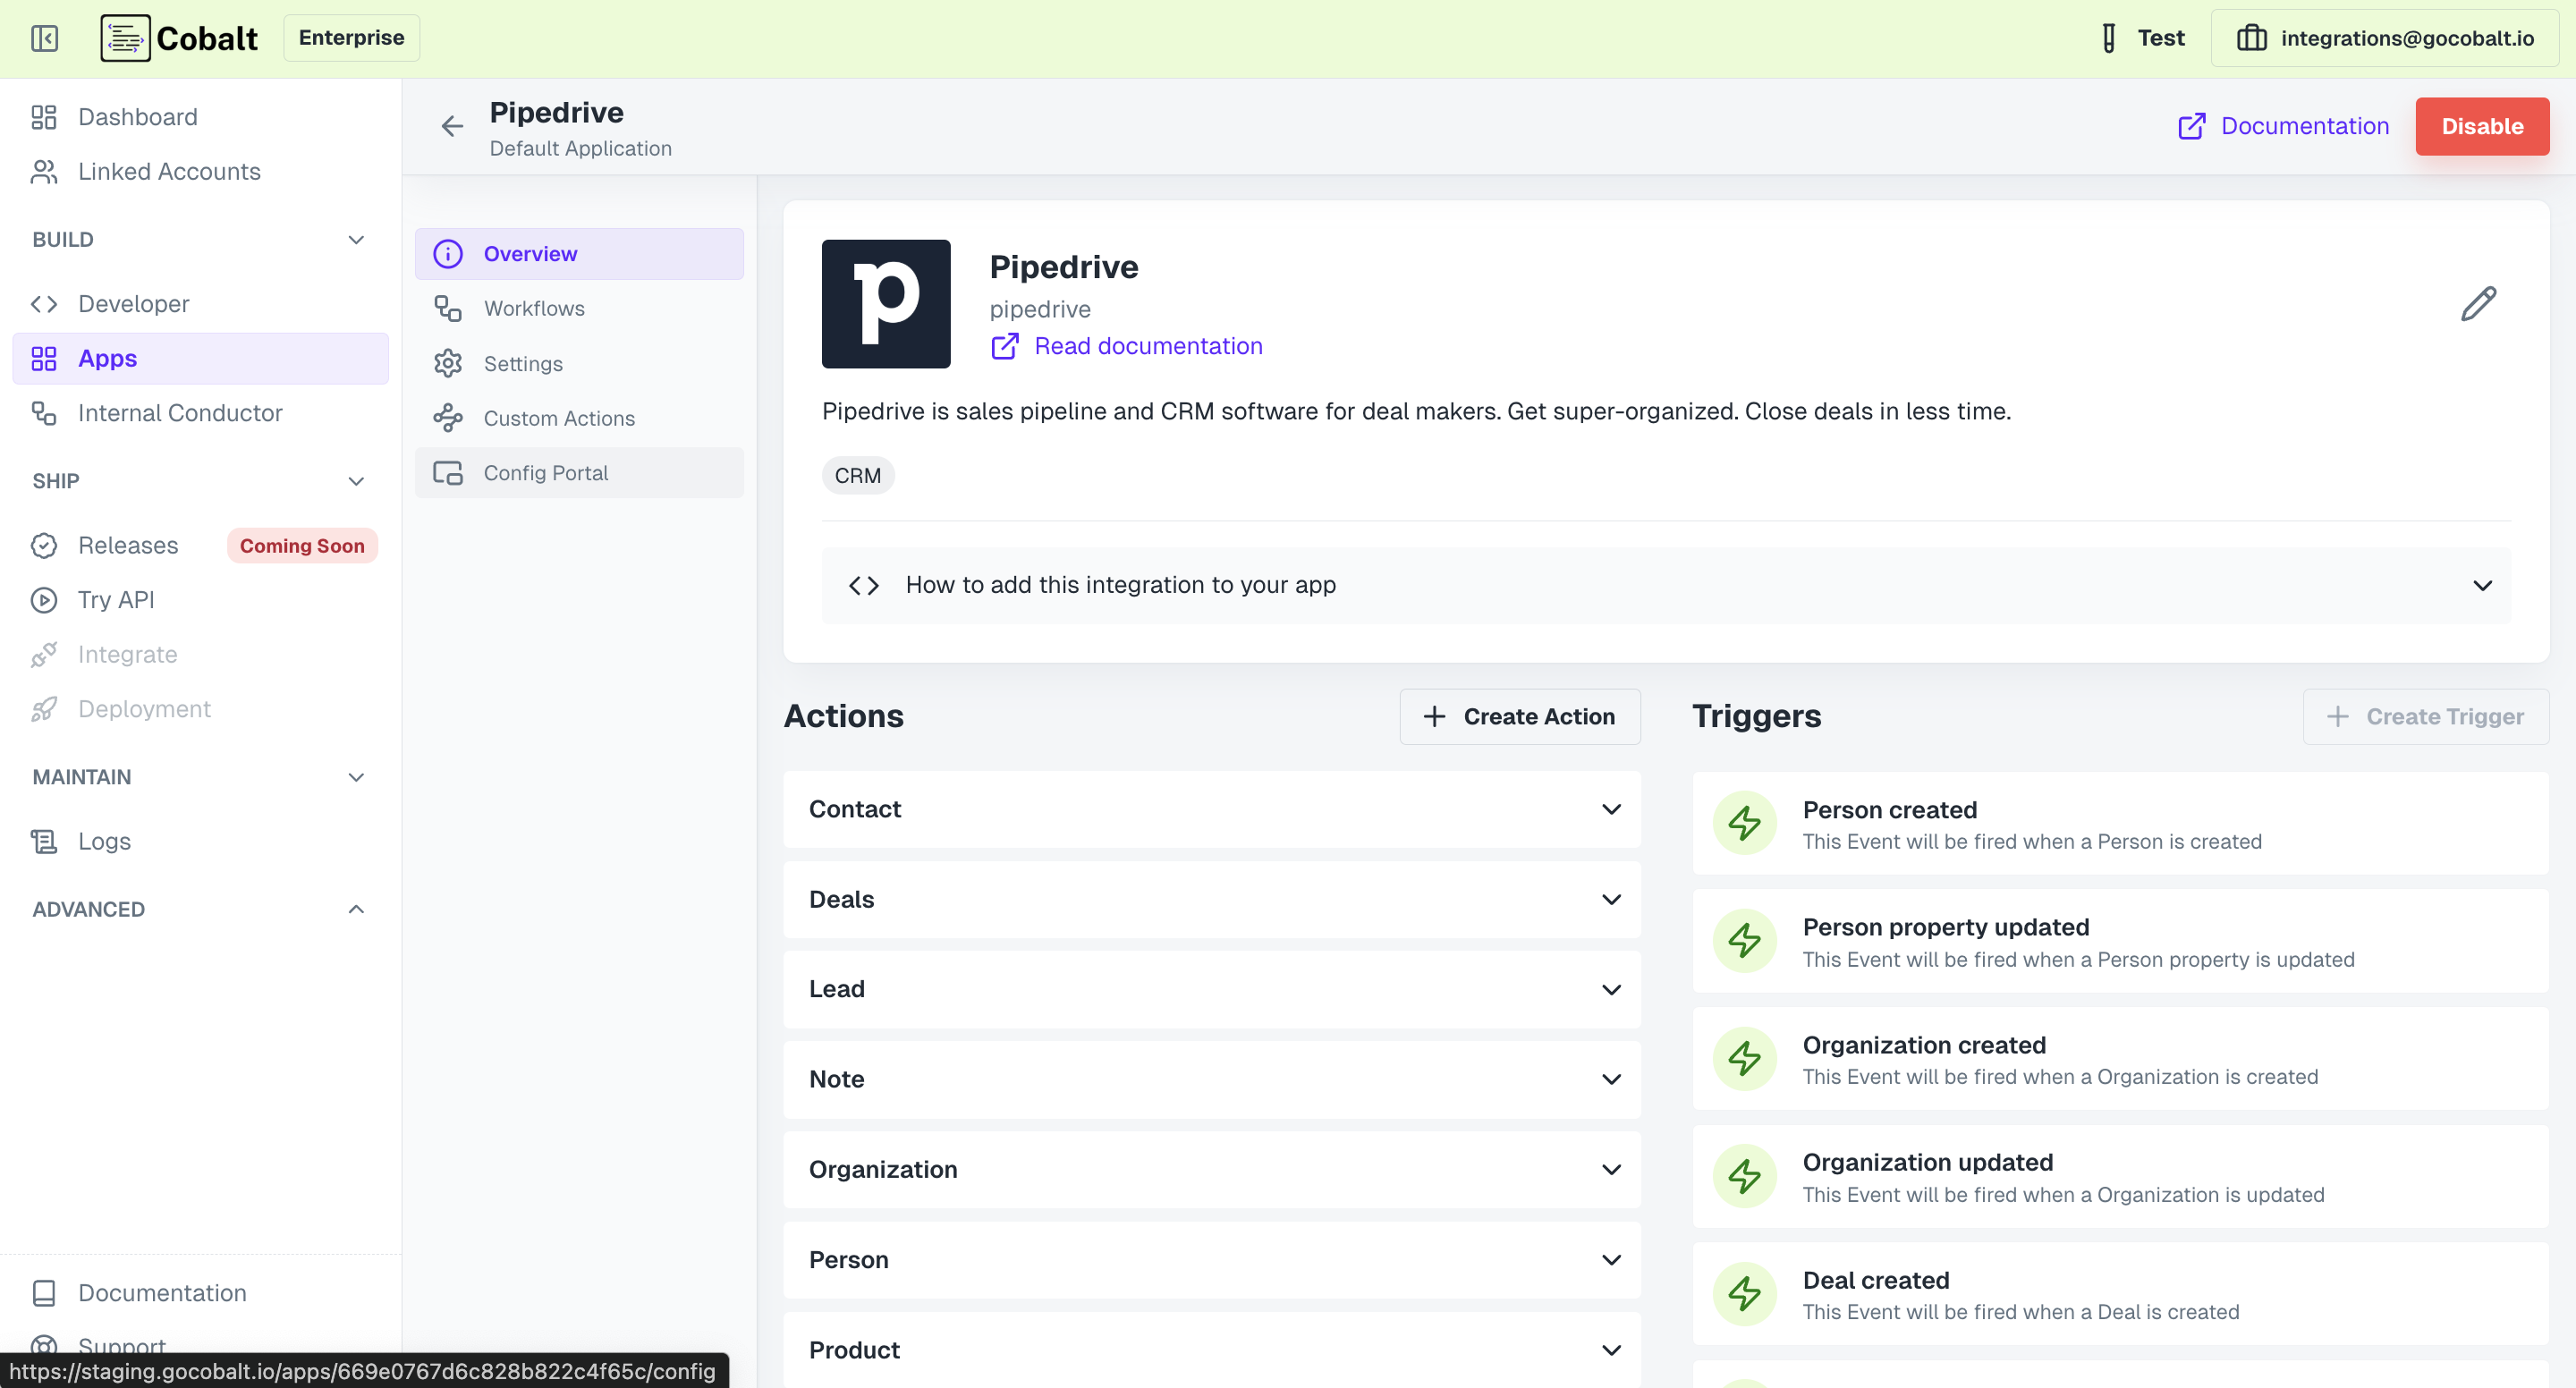 Cobalt
Enterprise
Test
integrations@gocobalt.io
Dashboard
Linked Accounts
BUILD
Developer
Apps
Internal Conductor
SHIP
Releases
Coming Soon
Try API
Integrate
Deployment
MAINTAIN
Logs
ADVANCED
Documentation
Support
https://staging.gocobalt.io/apps/669e0767d6c828b822c4f65c/config
Pipedrive
Default Application
Documentation
Disable
Overview
Workflows
Settings
Custom Actions
Config Portal
p
Pipedrive
pipedrive
Read documentation
Pipedrive is sales pipeline and CRM software for deal makers. Get super-organized. Close deals in less time.
CRM
How to add this integration to your app
Actions
Create Action
Contact
Deals
Lead
Note
Organization
Person
Product
Triggers
Create Trigger
Person created
This Event will be fired when a Person is created
Person property updated
This Event will be fired when a Person property is updated
Organization created
This Event will be fired when a Organization is created
Organization updated
This Event will be fired when a Organization is updated
Deal created
This Event will be fired when a Deal is created